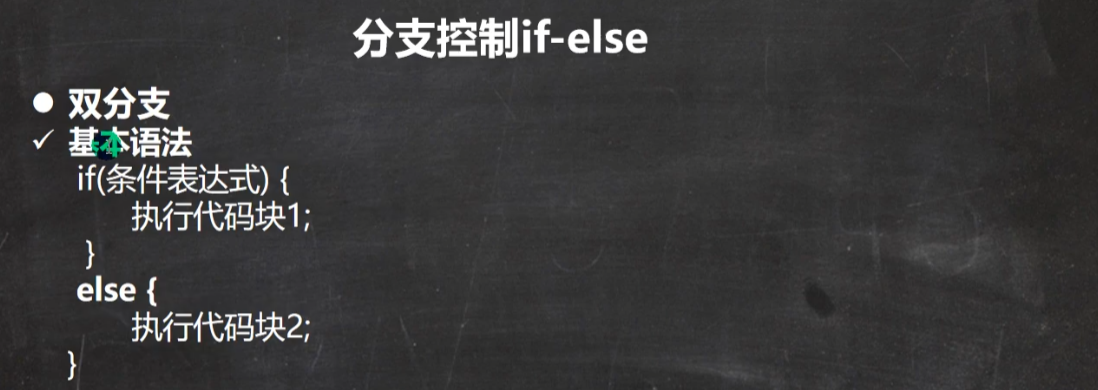 分支控制if-else
● 双分支
✓ 基本语法
if(条件表达式) {
执行代码块1;
}
else {
执行代码块2;
}